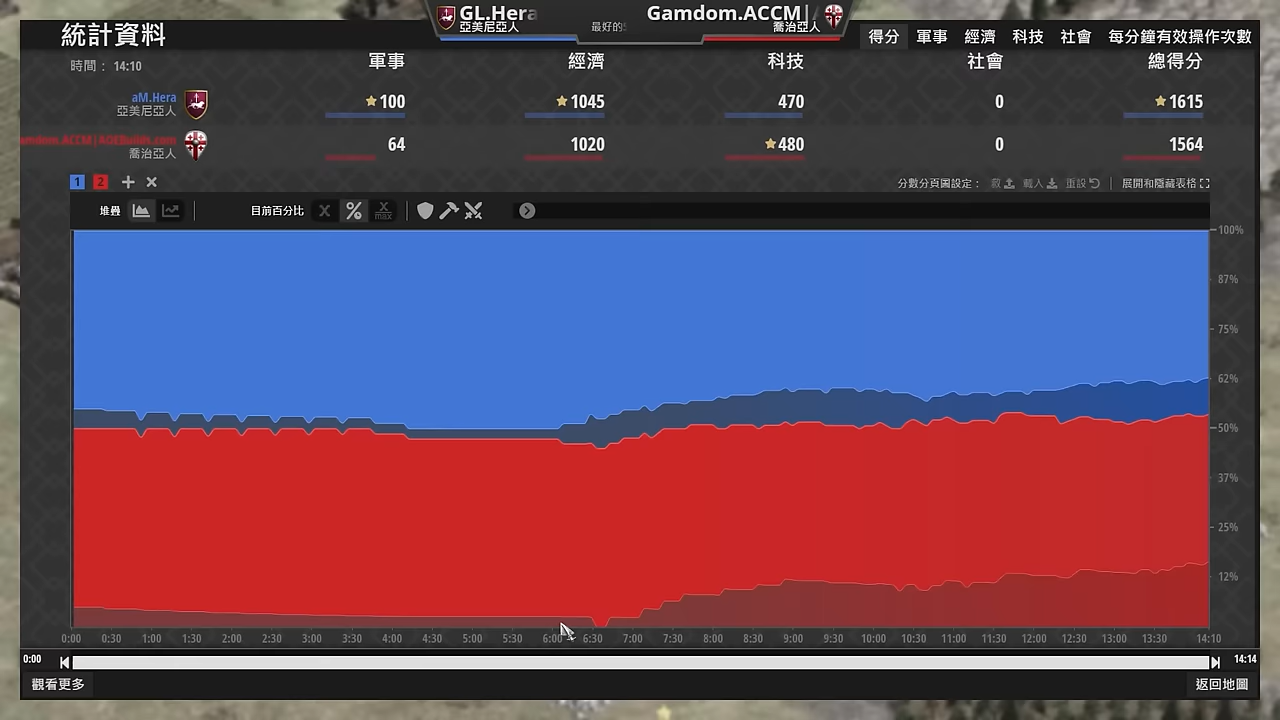 GL.Hera
亞美尼亞人
最好的
Gamdom.ACCM|
喬治亞人
統計資料
得分 軍事 經濟 科技 社會 每分鐘有效操作次數
時間： 14:10
軍事 經濟 科技 社會 總得分
aM.Hera
亞美尼亞人
100 1045 470 0 1615
amdom.ACCM|AOEBuilds.com
喬治亞人
64 1020 480 0 1564
1 2
分數分頁圖設定： 載入 重設 展開和隱藏表格
堆疊 目前百分比 X % X max
100%
87%
75%
62%
50%
37%
25%
12%
0:00 0:30 1:00 1:30 2:00 2:30 3:00 3:30 4:00 4:30 5:00 5:30 6:00 6:30 7:00 7:30 8:00 8:30 9:00 9:30 10:00 10:30 11:00 11:30 12:00 12:30 13:00 13:30 14:10
0:00 14:14
觀看更多 返回地圖